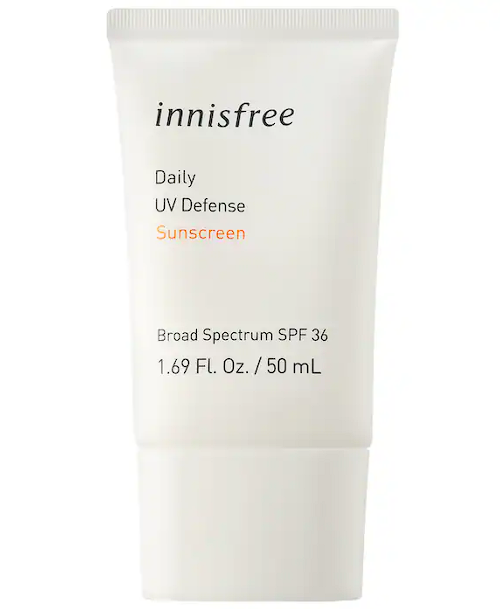 innisfree
Daily
UV Defense
Sunscreen
Broad Spectrum SPF 36
1.69 Fl. Oz. / 50 mL